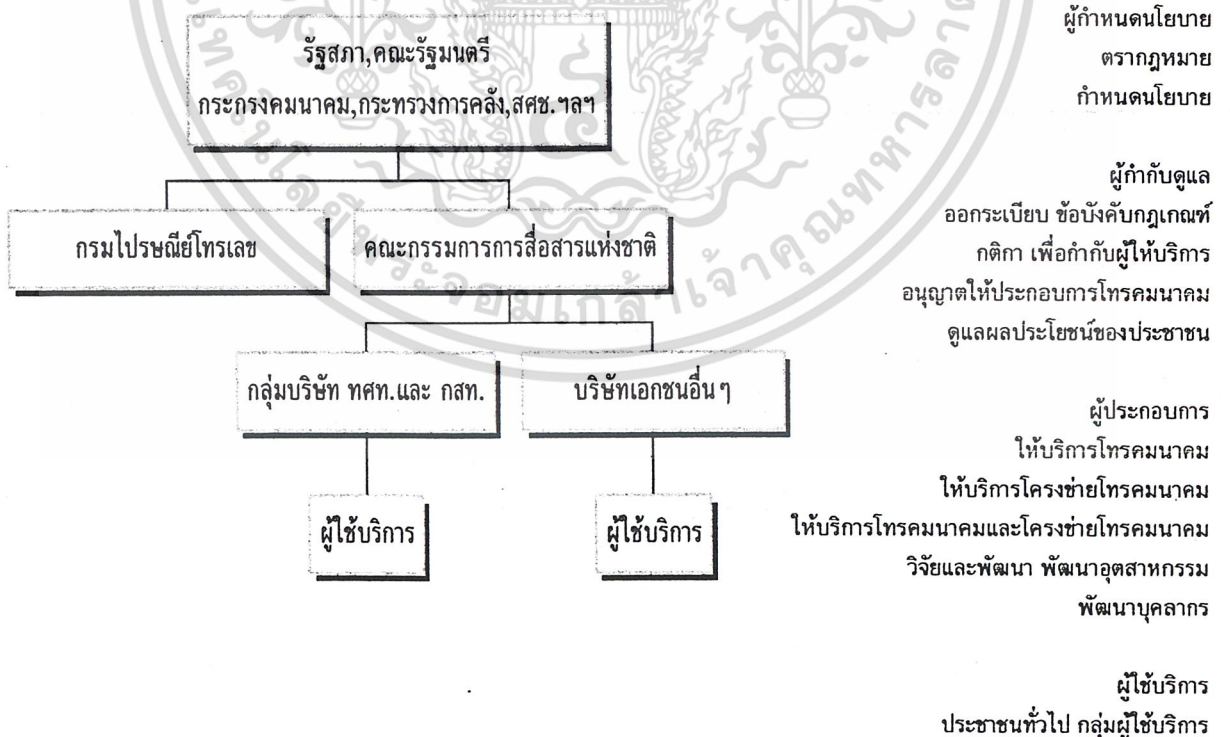 รัฐสภา,คณะรัฐมนตรี
กระกรงคมนาคม,กระทรวงการคลัง,สศช.ฯลฯ
ผู้กำหนดนโยบาย
ตรากฎหมาย
กำหนดนโยบาย
กรมไปรษณีย์โทรเลข
คณะกรรมการการสื่อสารแห่งชาติ
ผู้กำกับดูแล
ออกระเบียบ ข้อบังคับกฎเกณฑ์
กติกา เพื่อกำกับผู้ให้บริการ
อนุญาตให้ประกอบการโทรคมนาคม
ดูแลผลประโยชน์ของประชาชน
กลุ่มบริษัท ทศท.และ กสท.
บริษัทเอกชนอื่น ๆ
ผู้ประกอบการ
ให้บริการโทรคมนาคม
ให้บริการโครงข่ายโทรคมนาคม
ให้บริการโทรคมนาคมและโครงข่ายโทรคมนาคม
วิจัยและพัฒนา พัฒนาอุตสาหกรรม
พัฒนาบุคลากร
ผู้ใช้บริการ
ผู้ใช้บริการ
ผู้ใช้บริการ
ประชาชนทั่วไป กลุ่มผู้ใช้บริการ